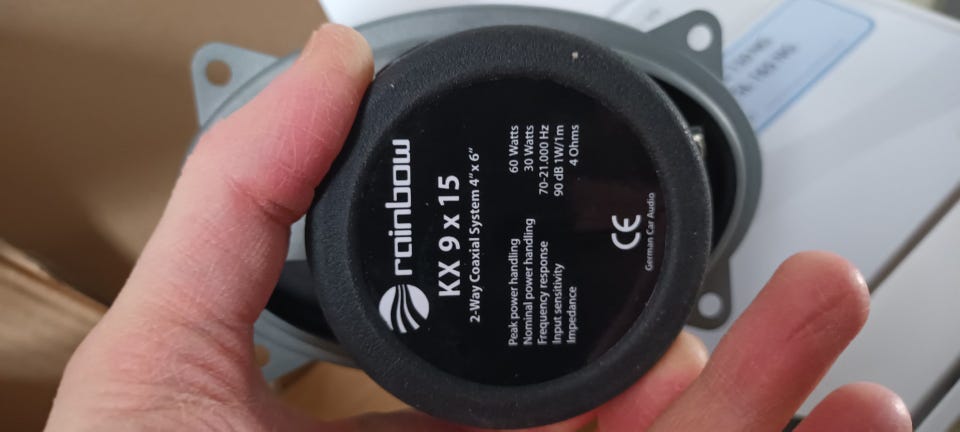 rainbow
KX 9 x 15
2-Way Coaxial System 4" x 6"
Peak power handling 60 Watts
Nominal power handling 30 Watts
Frequency response 70-21.000 Hz
Input sensitivity 90 dB 1W/1m
Impedance 4 Ohms
CE
German Car Audio